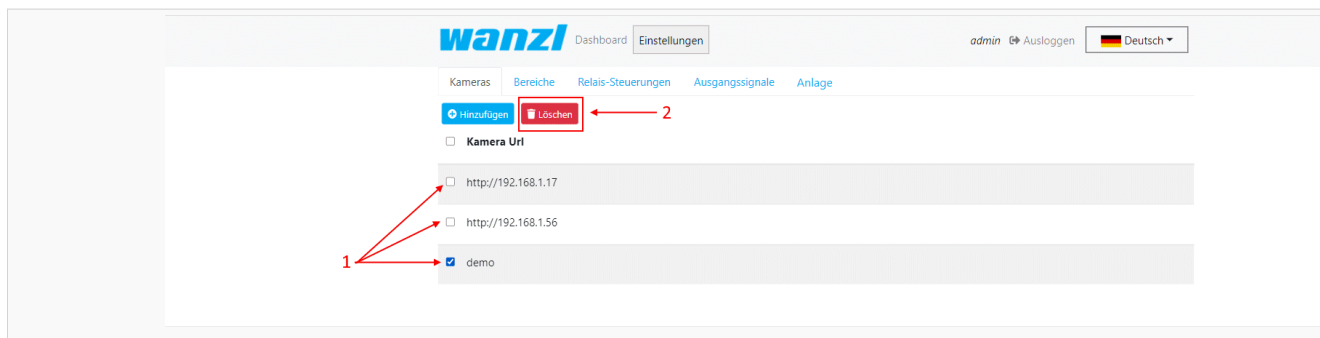 wanzl Dashboard Einstellungen admin Ausloggen Deutsch
Kameras Bereiche Relais-Steuerungen Ausgangssignale Anlage
Hinzufügen Löschen 2
Kamera Url
http://192.168.1.17
http://192.168.1.56
1 demo